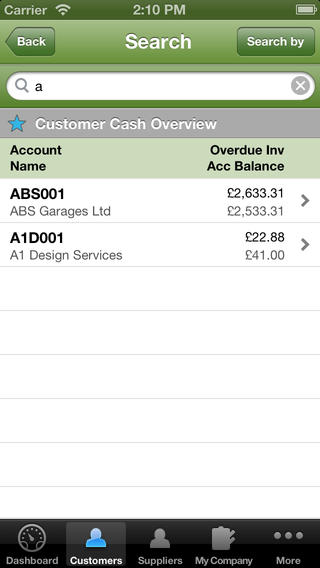 Carrier 2:10 PM
Back Search Search by
a
Customer Cash Overview
Account Overdue Inv
Name Acc Balance
ABS001 £2,633.31
ABS Garages Ltd £2,533.31
A1D001 £22.88
A1 Design Services £41.00
Dashboard Customers Suppliers My Company More